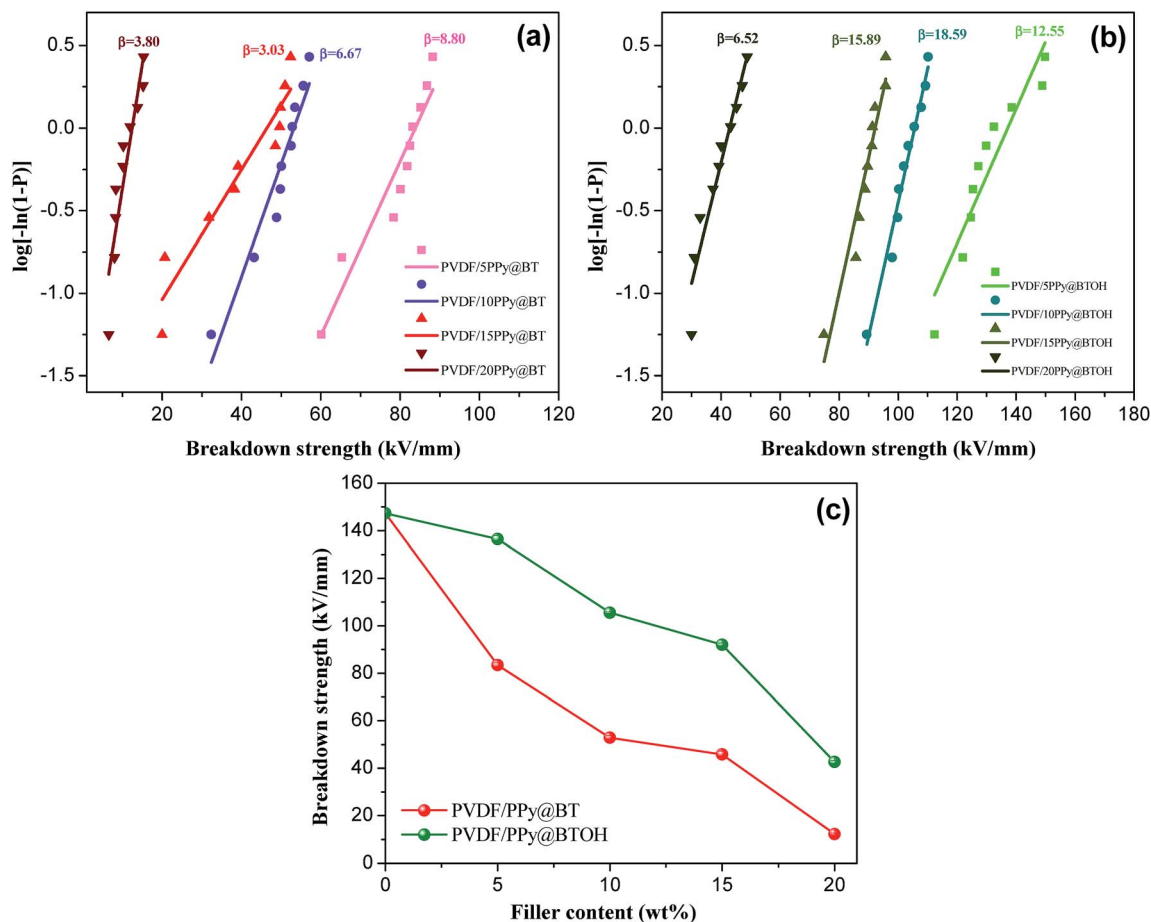 (a)
β=3.80
β=3.03
β=6.67
β=8.80
0.5
0.0
-0.5
-1.0
-1.5
log[-ln(1-P)]
PVDF/5PPy@BT
PVDF/10PPy@BT
PVDF/15PPy@BT
PVDF/20PPy@BT
20 40 60 80 100 120
Breakdown strength (kV/mm)
(b)
β=6.52
β=15.89
β=18.59
β=12.55
0.5
0.0
-0.5
-1.0
-1.5
log[-ln(1-P)]
PVDF/5PPy@BTOH
PVDF/10PPy@BTOH
PVDF/15PPy@BTOH
PVDF/20PPy@BTOH
20 40 60 80 100 120 140 160 180
Breakdown strength (kV/mm)
(c)
160
140
120
100
80
60
40
20
0
Breakdown strength (kV/mm)
PVDF/PPy@BT
PVDF/PPy@BTOH
0 5 10 15 20
Filler content (wt%)